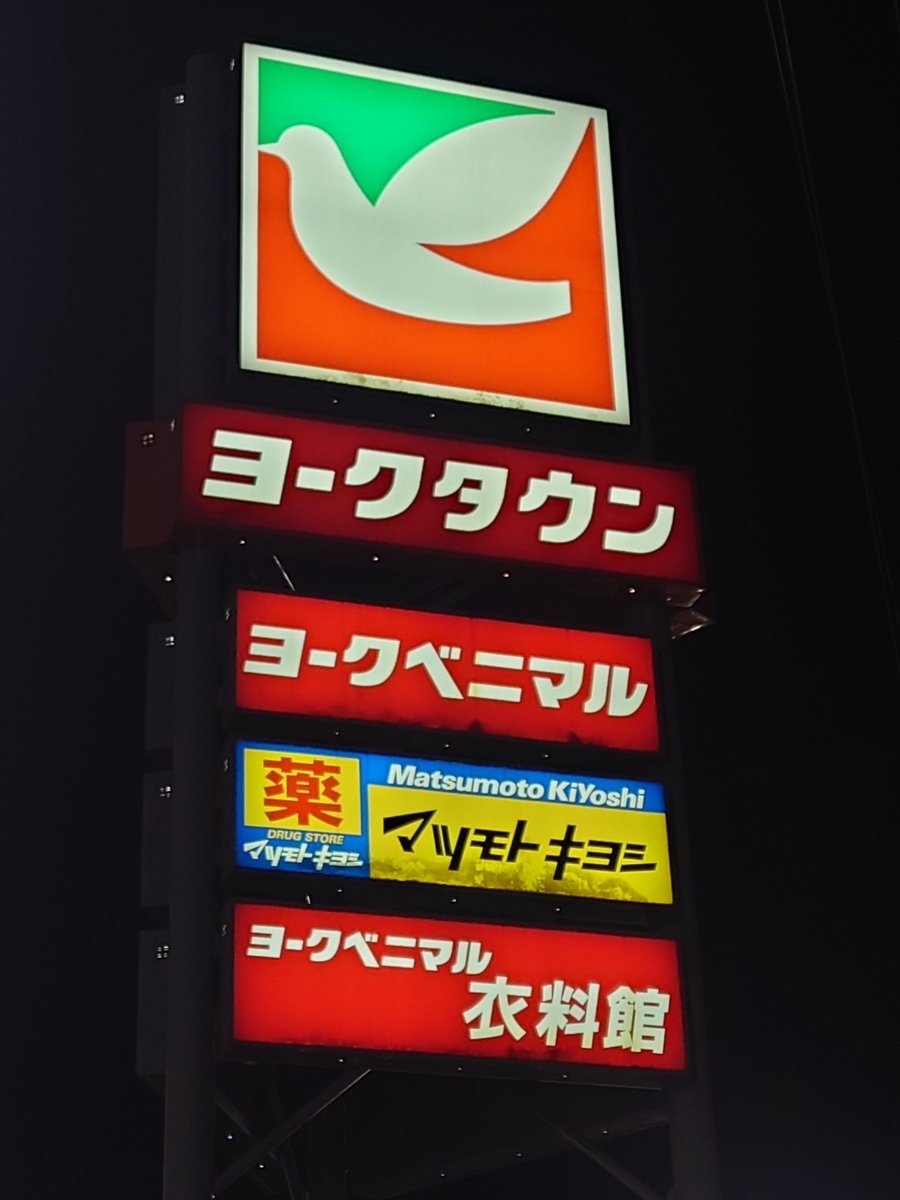 ヨークタウン
ヨークベニマル
薬
DRUG STORE
マツモトキヨシ
Matsumoto KiYoshi
マツモトキヨシ
ヨークベニマル
衣料館